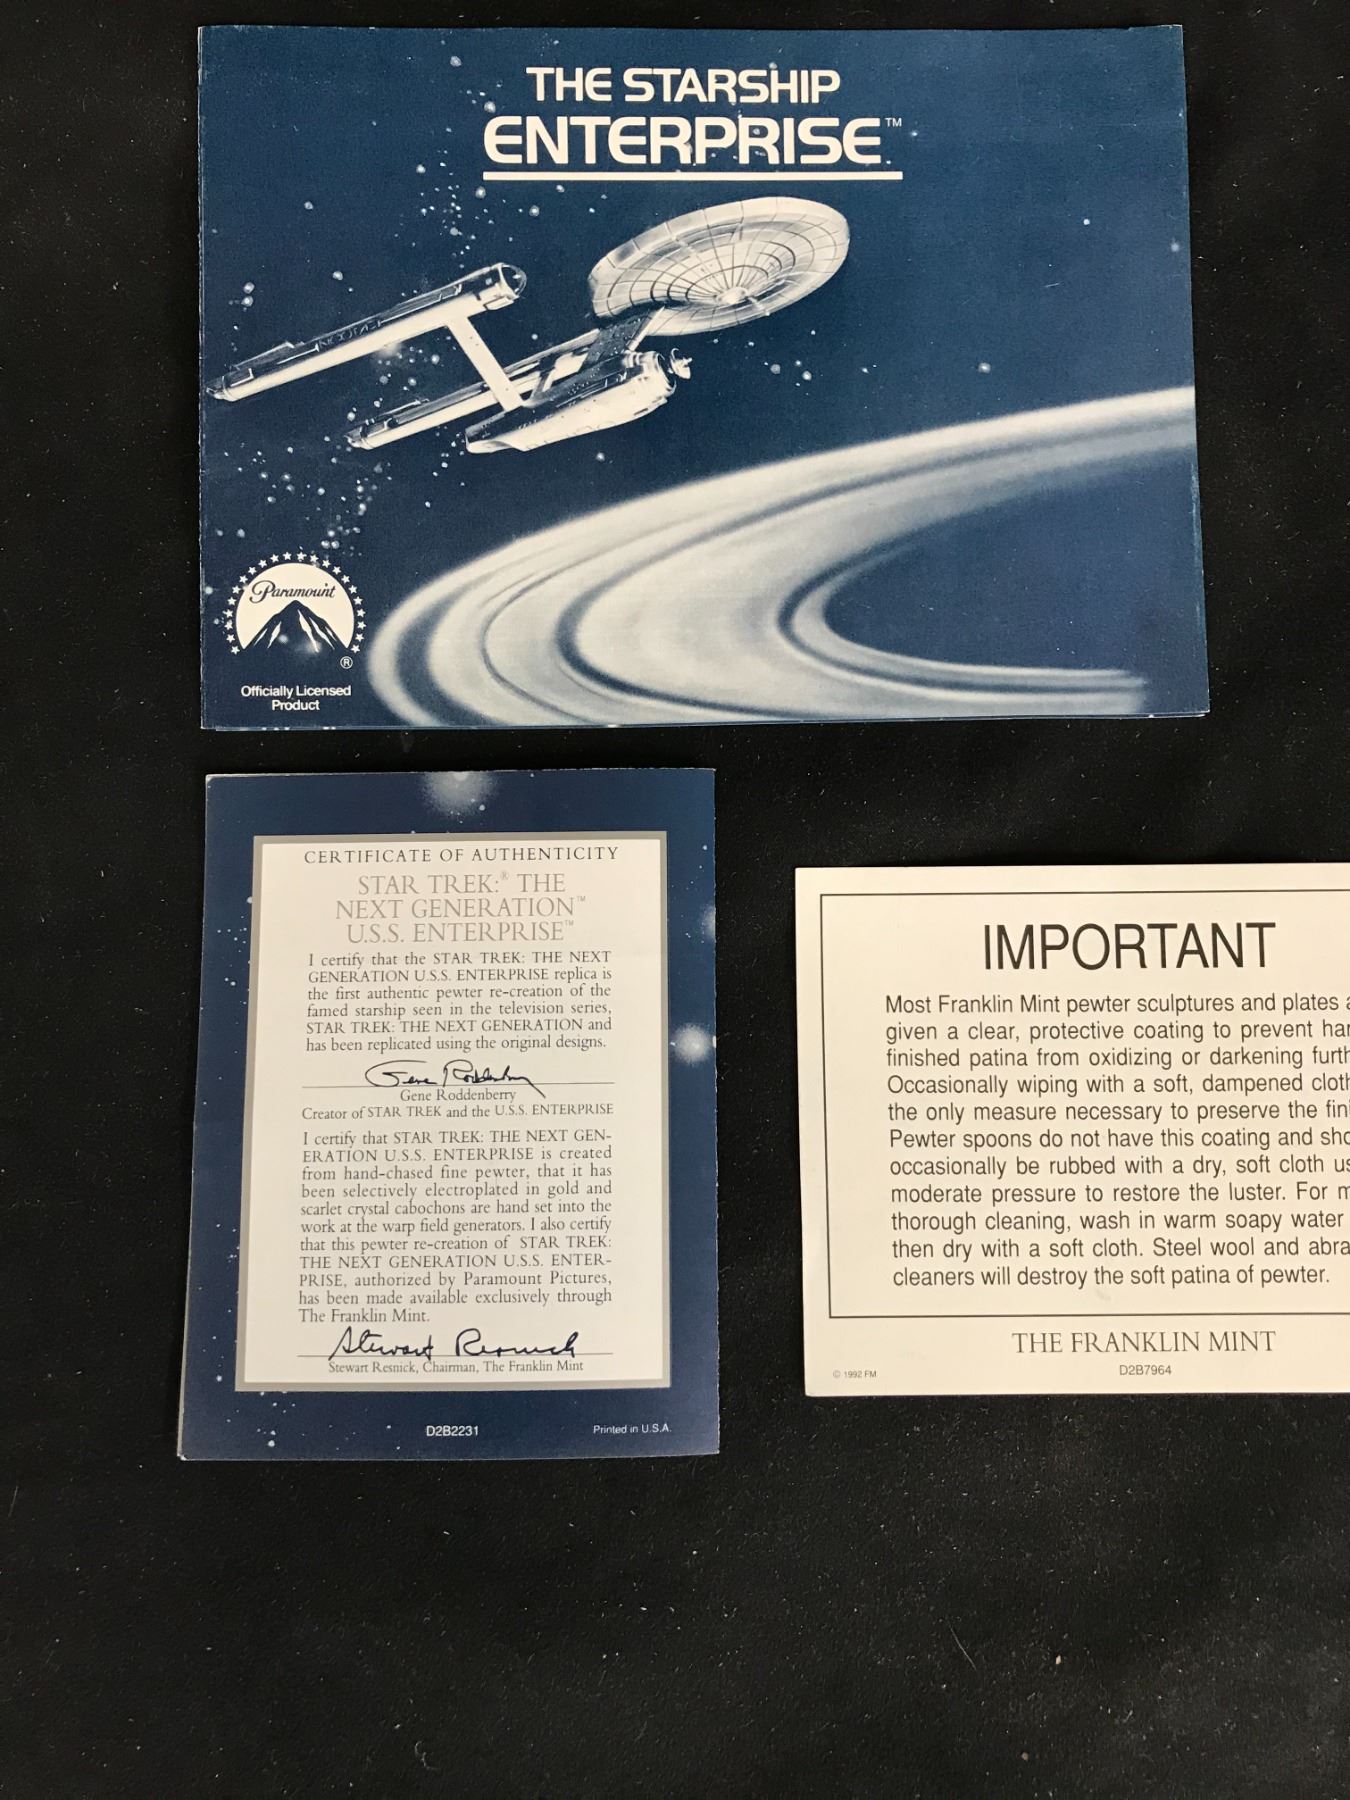 THE STARSHIP
ENTERPRISE™
Paramount
®
Officially Licensed
Product
CERTIFICATE OF AUTHENTICITY
STAR TREK:® THE
NEXT GENERATION™
U.S.S. ENTERPRISE™
I certify that the STAR TREK: THE NEXT
GENERATION U.S.S. ENTERPRISE replica is
the first authentic pewter re-creation of the
famed starship seen in the television series,
STAR TREK: THE NEXT GENERATION and
has been replicated using the original designs.
Gene Roddenberry
Gene Roddenberry
Creator of STAR TREK and the U.S.S. ENTERPRISE
I certify that STAR TREK: THE NEXT GEN-
ERATION U.S.S. ENTERPRISE is created
from hand-chased fine pewter, that it has
been selectively electroplated in gold and
scarlet crystal cabochons are hand set into the
work at the warp field generators. I also certify
that this pewter re-creation of STAR TREK:
THE NEXT GENERATION U.S.S. ENTER-
PRISE, authorized by Paramount Pictures,
has been made available exclusively through
The Franklin Mint.
Stewart Resnick
Stewart Resnick, Chairman, The Franklin Mint
D2B2231
Printed in U.S.A.
IMPORTANT
Most Franklin Mint pewter sculptures and plates
given a clear, protective coating to prevent
finished patina from oxidizing or darkening
Occasionally wiping with a soft, dampened
the only measure necessary to preserve the
Pewter spoons do not have this coating and
occasionally be rubbed with a dry, soft cloth
moderate pressure to restore the luster. For
thorough cleaning, wash in warm soapy water
then dry with a soft cloth. Steel wool and
cleaners will destroy the soft patina of pewter.
THE FRANKLIN MINT
© 1992 FM
D2B7964